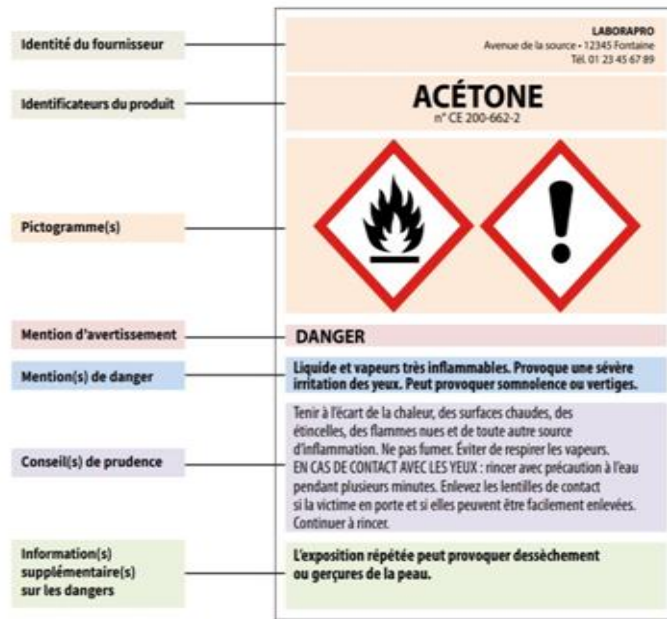 Identité du fournisseur
LABORAPRO
Avenue de la source • 12345 Fontaine
Tél. 01 23 45 67 89
Identificateurs du produit
ACÉTONE
n° CE 200-662-2
Pictogramme(s)
Mention d'avertissement
DANGER
Mention(s) de danger
Liquide et vapeurs très inflammables. Provoque une sévère
irritation des yeux. Peut provoquer somnolence ou vertiges.
Conseil(s) de prudence
Tenir à l'écart de la chaleur, des surfaces chaudes, des
étincelles, des flammes nues et de toute autre source
d'inflammation. Ne pas fumer. Éviter de respirer les vapeurs.
EN CAS DE CONTACT AVEC LES YEUX : rincer avec précaution à l'eau
pendant plusieurs minutes. Enlevez les lentilles de contact
si la victime en porte et si elles peuvent être facilement enlevées.
Continuer à rincer.
Information(s)
supplémentaire(s)
sur les dangers
L'exposition répétée peut provoquer dessèchement
ou gerçures de la peau.